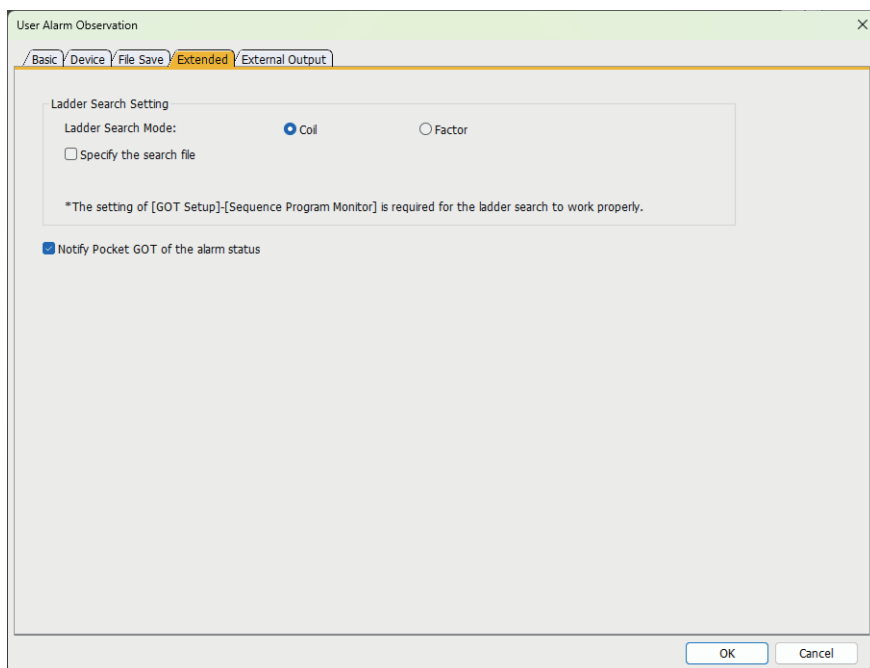 User Alarm Observation
Basic Device File Save Extended External Output
Ladder Search Setting
Ladder Search Mode: Coil Factor
Specify the search file
*The setting of [GOT Setup]-[Sequence Program Monitor] is required for the ladder search to work properly.
Notify Pocket GOT of the alarm status
OK Cancel